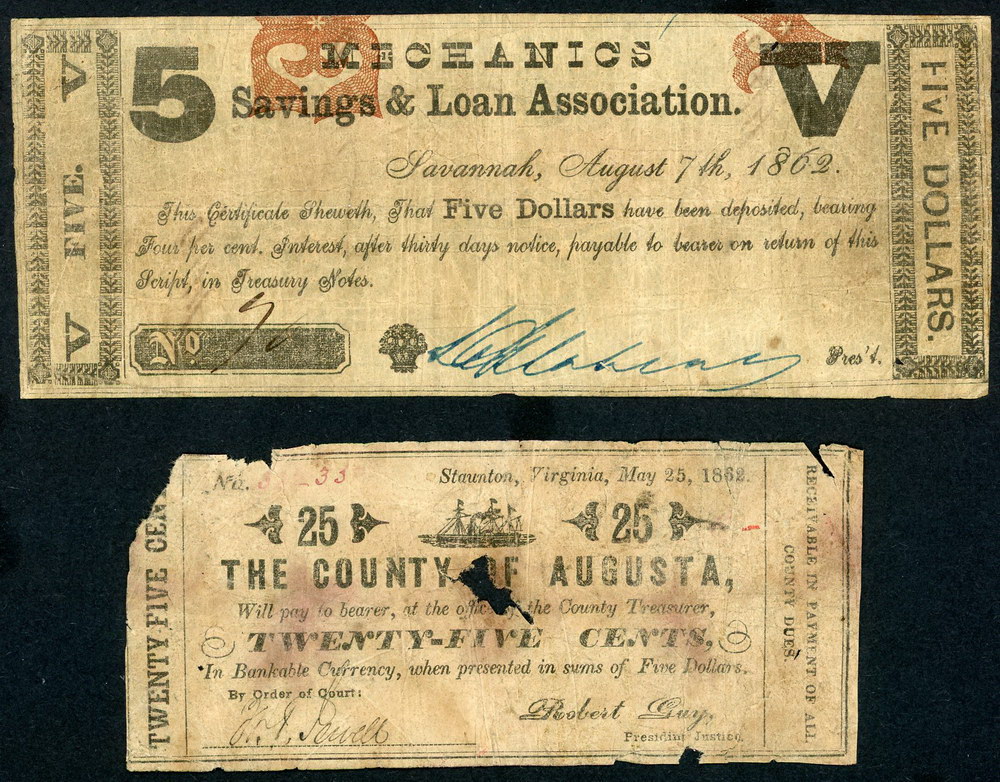 V FIVE. V
5
MECHANICS
V
Savings & Loan Association.
FIVE DOLLARS.
Savannah, August 7th, 1862.
This Certificate Sheweth, That Five Dollars have been deposited, bearing
Four per cent. Interest, after thirty days notice, payable to bearer on return of this
Script, in Treasury Notes.
No
Pres't.
TWENTY FIVE CEN
No. 33
Staunton, Virginia, May 25, 1862.
25 25
THE COUNTY OF AUGUSTA,
Will pay to bearer, at the office of the County Treasurer,
TWENTY-FIVE CENTS,
In Bankable Currency, when presented in sums of Five Dollars.
By Order of Court:
Robert Guy,
Presiding Justice.
RECEIVABLE IN PAYMENT OF ALL
COUNTY DUES